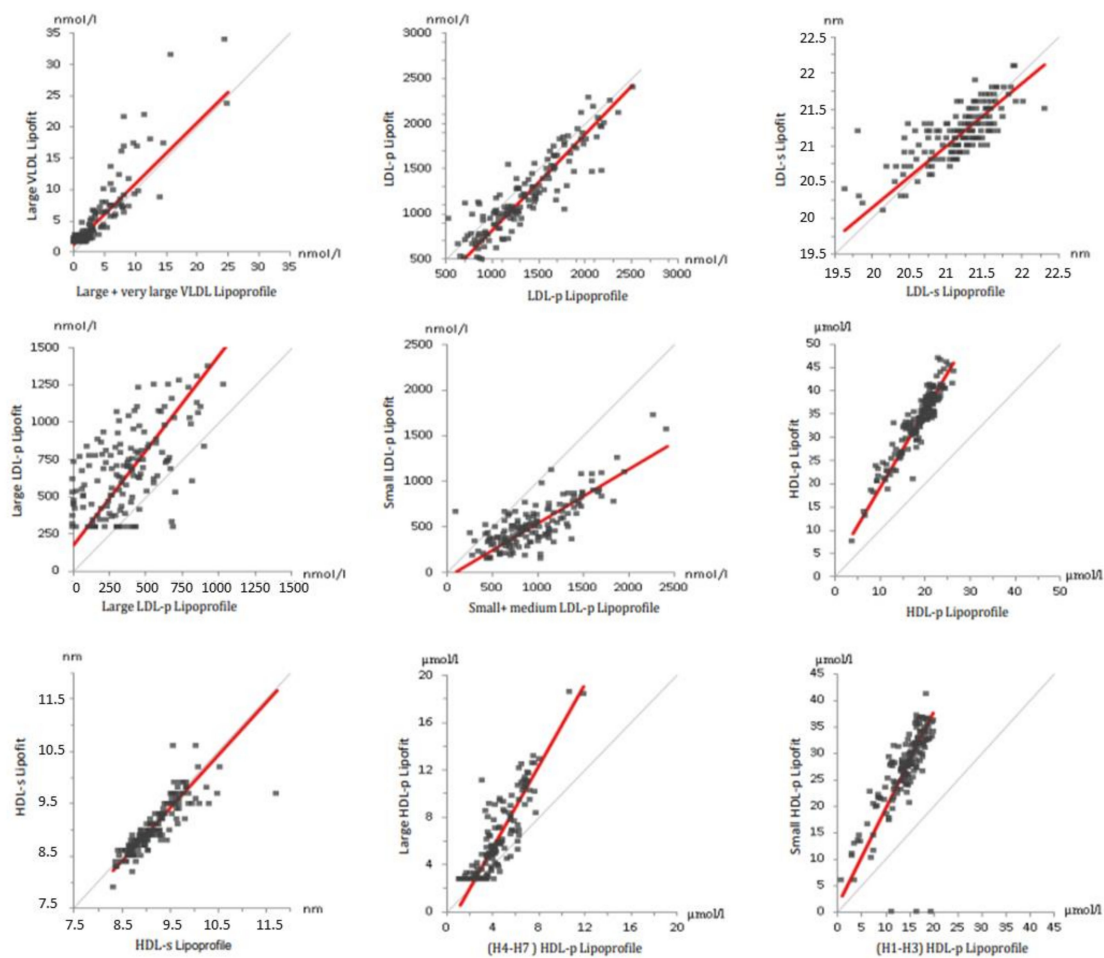 nmol/l
Large VLDL Lipofit
35
30
25
20
15
10
5
0
0 5 10 15 20 25 30 35
nmol/l
Large + very large VLDL Lipoprofile
nmol/l
LDL-p Lipofit
3000
2500
2000
1500
1000
500
500 1000 1500 2000 2500 3000
nmol/l
LDL-p Lipoprofile
nm
LDL-s Lipofit
22.5
22
21.5
21
20.5
20
19.5
19.5 20 20.5 21 21.5 22 22.5
nm
LDL-s Lipoprofile
nmol/l
Large LDL-p Lipofit
1500
1250
1000
750
500
250
0
0 250 500 750 1000 1250 1500
nmol/l
Large LDL-p Lipoprofile
nmol/l
Small LDL-p Lipofit
2500
2000
1500
1000
500
0
0 500 1000 1500 2000 2500
nmol/l
Small+ medium LDL-p Lipoprofile
µmol/l
HDL-p Lipofit
50
45
40
35
30
25
20
15
10
5
0
0 10 20 30 40 50
µmol/l
HDL-p Lipoprofile
nm
HDL-s Lipofit
11.5
10.5
9.5
8.5
7.5
7.5 8.5 9.5 10.5 11.5
nm
HDL-s Lipoprofile
µmol/l
Large HDL-p Lipofit
20
16
12
8
4
0
0 4 8 12 16 20
µmol/l
(H4-H7 ) HDL-p Lipoprofile
µmol/l
Small HDL-p Lipofit
45
40
35
30
25
20
15
10
5
0
0 5 10 15 20 25 30 35 40 45
µmol/l
(H1-H3) HDL-p Lipoprofile